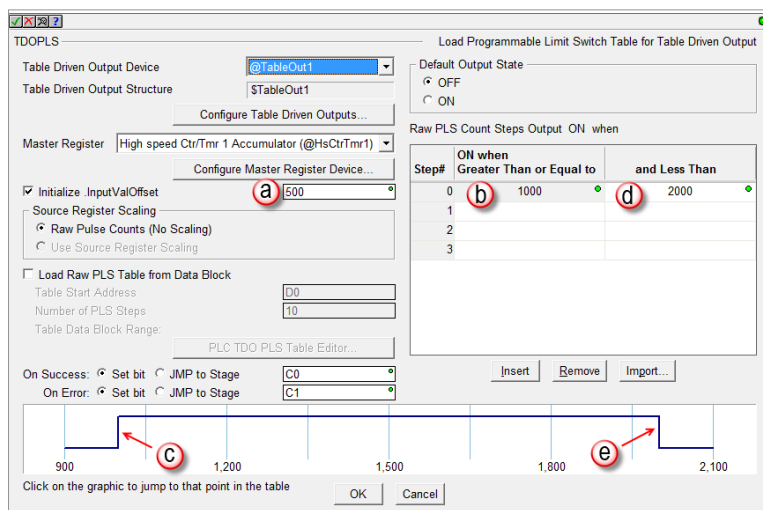 TDOPLS
Load Programmable Limit Switch Table for Table Driven Output
Table Driven Output Device
@TableOut1
Table Driven Output Structure
$TableOut1
Configure Table Driven Outputs...
Master Register
High speed Ctr/Tmr 1 Accumulator (@HsCtrTmr1)
Configure Master Register Device...
Initialize .InputValOffset
a
500
Source Register Scaling
Raw Pulse Counts (No Scaling)
Use Source Register Scaling
Load Raw PLS Table from Data Block
Table Start Address
D0
Number of PLS Steps
10
Table Data Block Range:
PLC TDO PLS Table Editor...
On Success:
Set bit
JMP to Stage
C0
On Error:
Set bit
JMP to Stage
C1
Default Output State
OFF
ON
Raw PLS Count Steps Output ON when
Step#
ON when
Greater Than or Equal to
and Less Than
0
b
1000
d
2000
1
2
3
Insert
Remove
Import...
c
e
900
1,200
1,500
1,800
2,100
Click on the graphic to jump to that point in the table
OK
Cancel